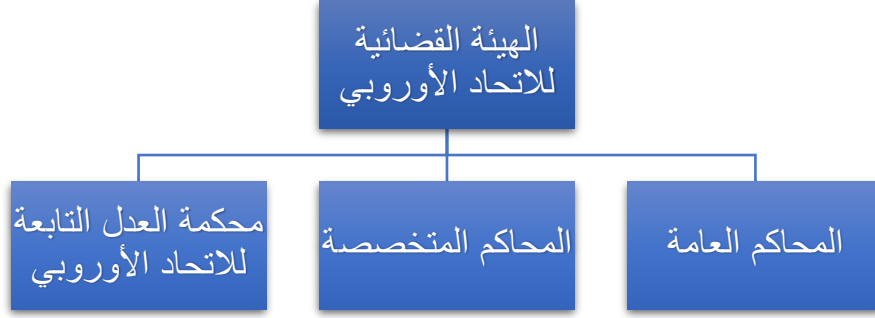 الهيئة القضائية
للاتحاد الأوروبي
المحاكم العامة
المحاكم المتخصصة
محكمة العدل التابعة
للاتحاد الأوروبي